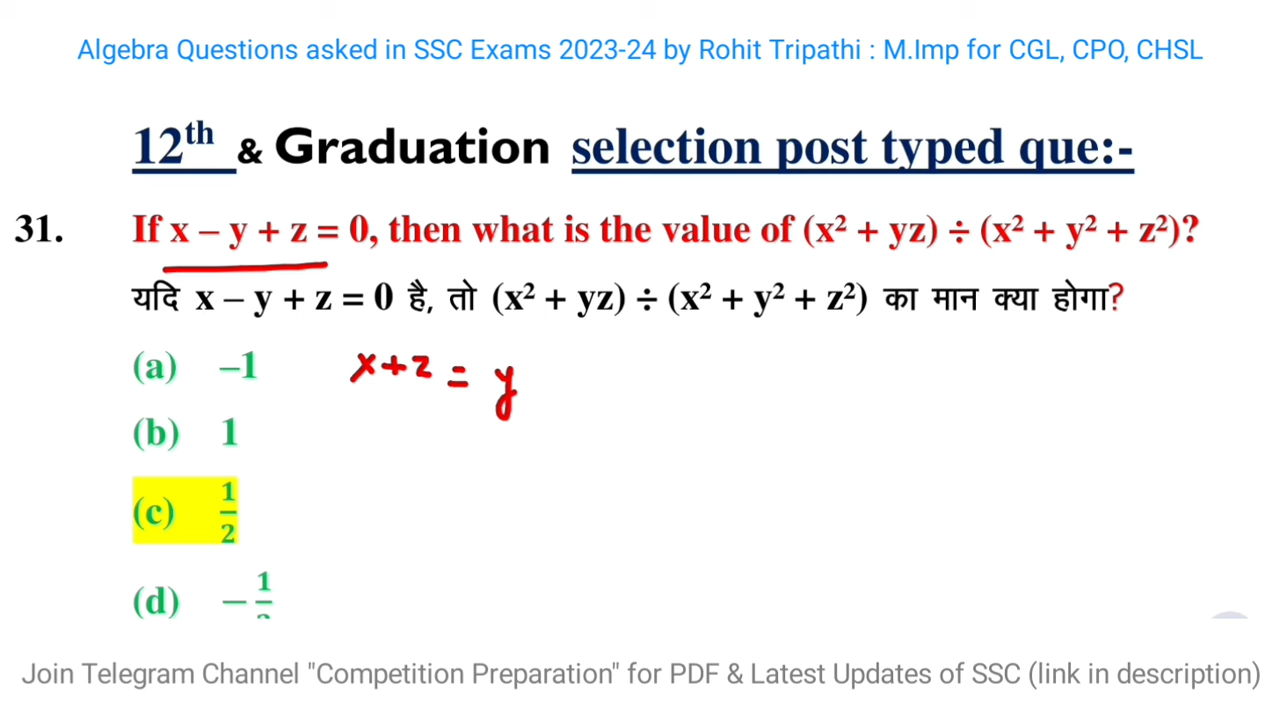 Algebra Questions asked in SSC Exams 2023-24 by Rohit Tripathi : M.Imp for CGL, CPO, CHSL
12th & Graduation selection post typed que:-
31. If x – y + z = 0, then what is the value of (x² + yz) ÷ (x² + y² + z²)?
यदि x – y + z = 0 है, तो (x² + yz) ÷ (x² + y² + z²) का मान क्या होगा?
(a) –1 x+z = y
(b) 1
(c) 1/2
(d) –1/
Join Telegram Channel "Competition Preparation" for PDF & Latest Updates of SSC (link in description)